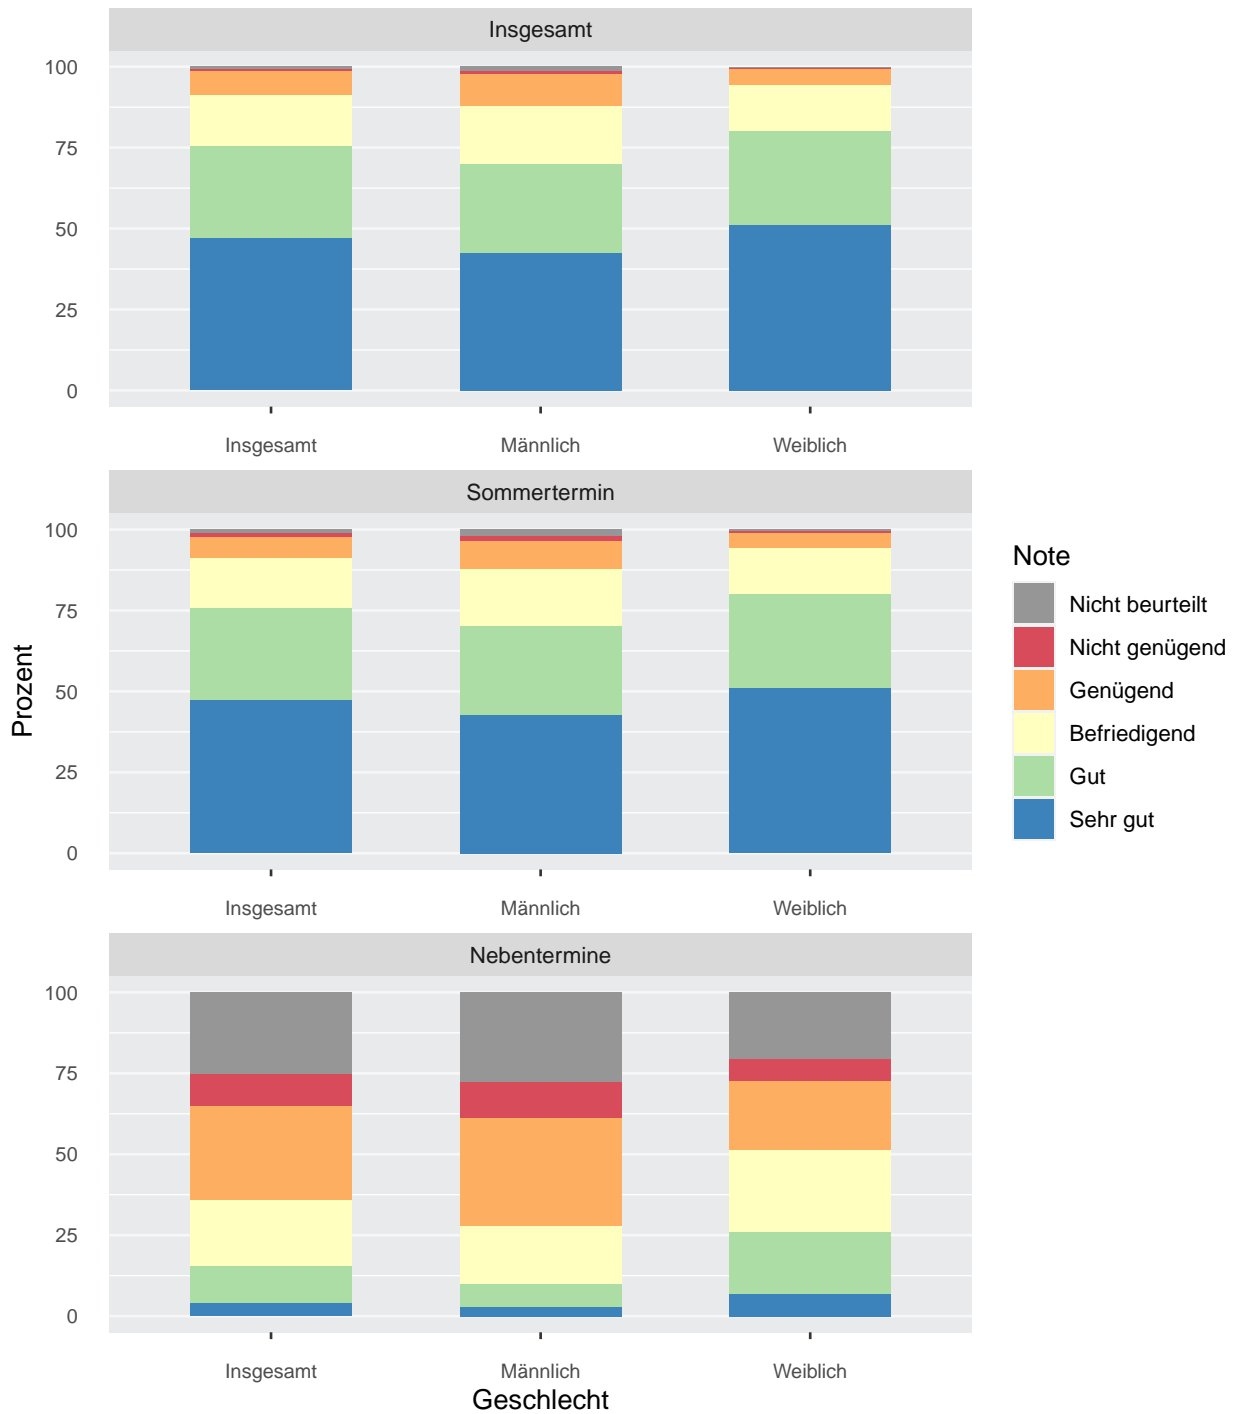 Insgesamt
100
75
50
25
0
Insgesamt Männlich Weiblich
Sommertermin
100
75
50
25
0
Insgesamt Männlich Weiblich
Nebentermine
100
75
50
25
0
Insgesamt Männlich Weiblich
Geschlecht
Prozent
Note
Nicht beurteilt
Nicht genügend
Genügend
Befriedigend
Gut
Sehr gut